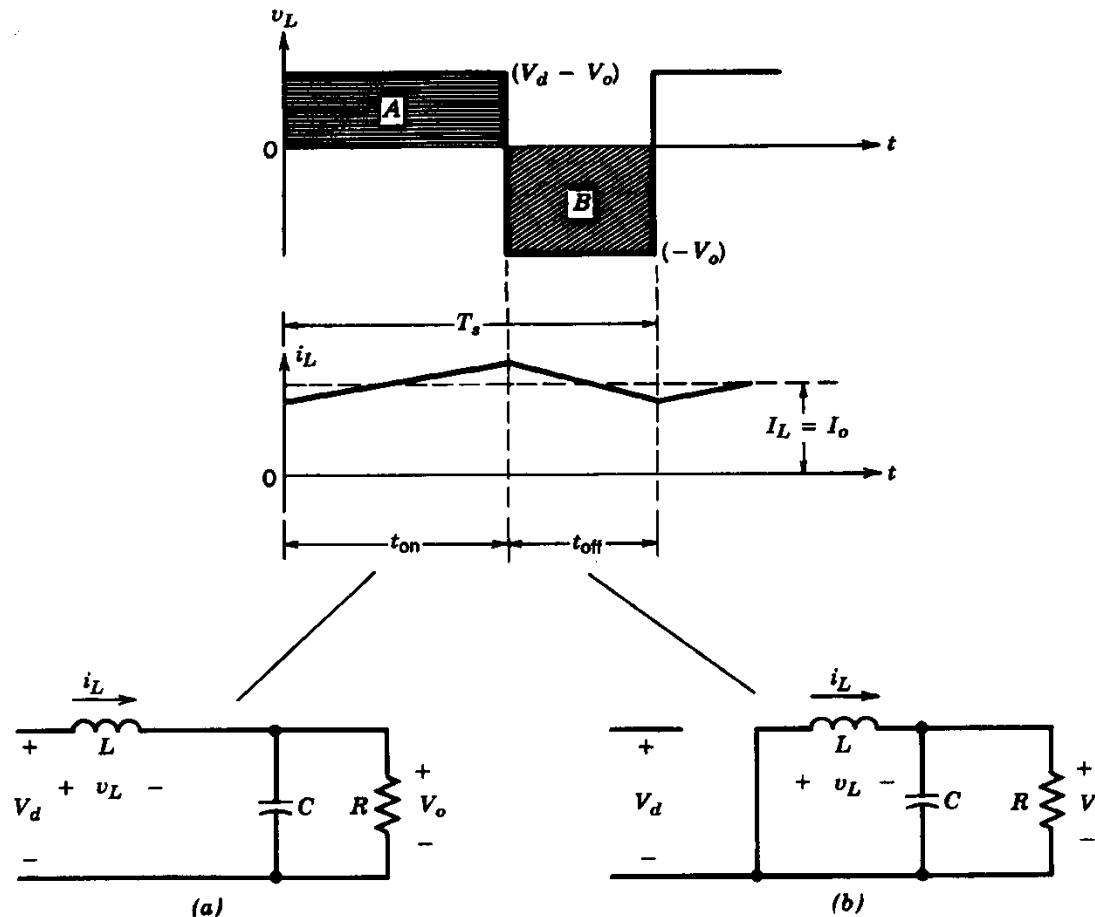 v_L
(V_d − V_o)
A
0
t
B
(−V_o)
T_s
i_L
I_L = I_o
0
t
t_on
t_off
i_L
i_L
L
L
+
+ v_L −
+
+
+ v_L −
+
V_d
C
R
V_o
V_d
C
R
V
−
−
−
−
(a)
(b)